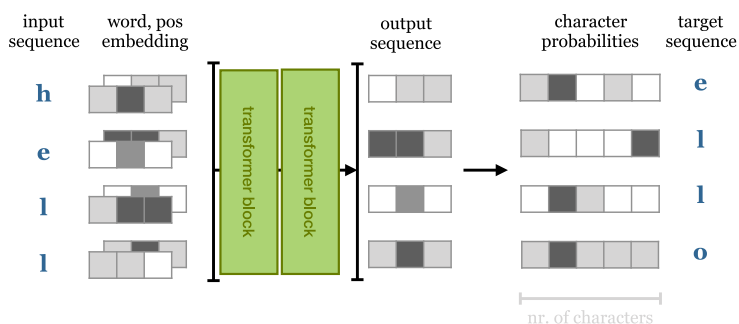 input
sequence
word, pos
embedding
output
sequence
character
probabilities
target
sequence
h
e
l
l
transformer block
transformer block
e
l
l
o
nr. of characters